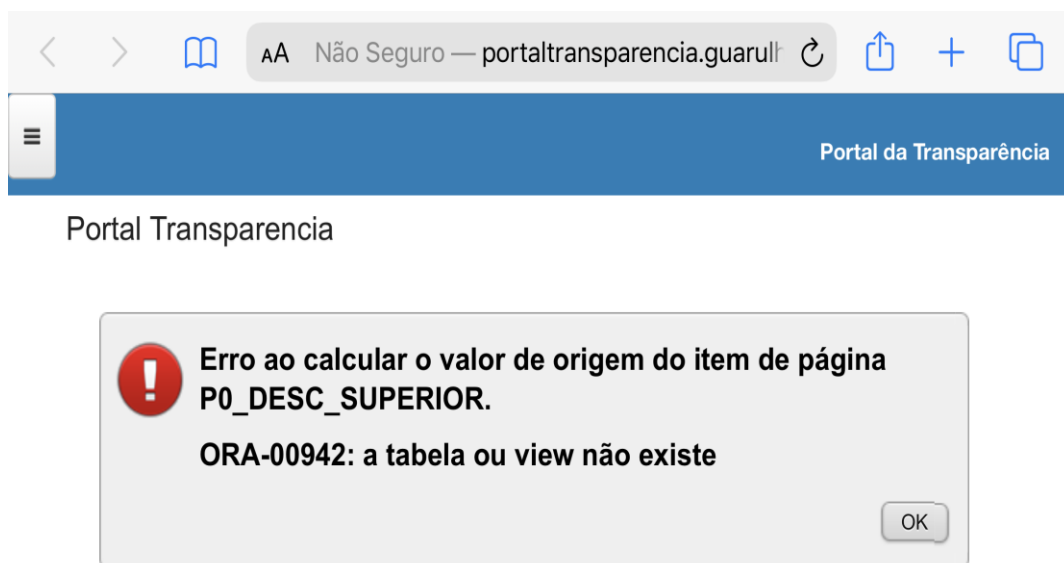 AA Não Seguro — portaltransparencia.guarulh
Portal da Transparência
Portal Transparencia
Erro ao calcular o valor de origem do item de página
P0_DESC_SUPERIOR.
ORA-00942: a tabela ou view não existe
OK